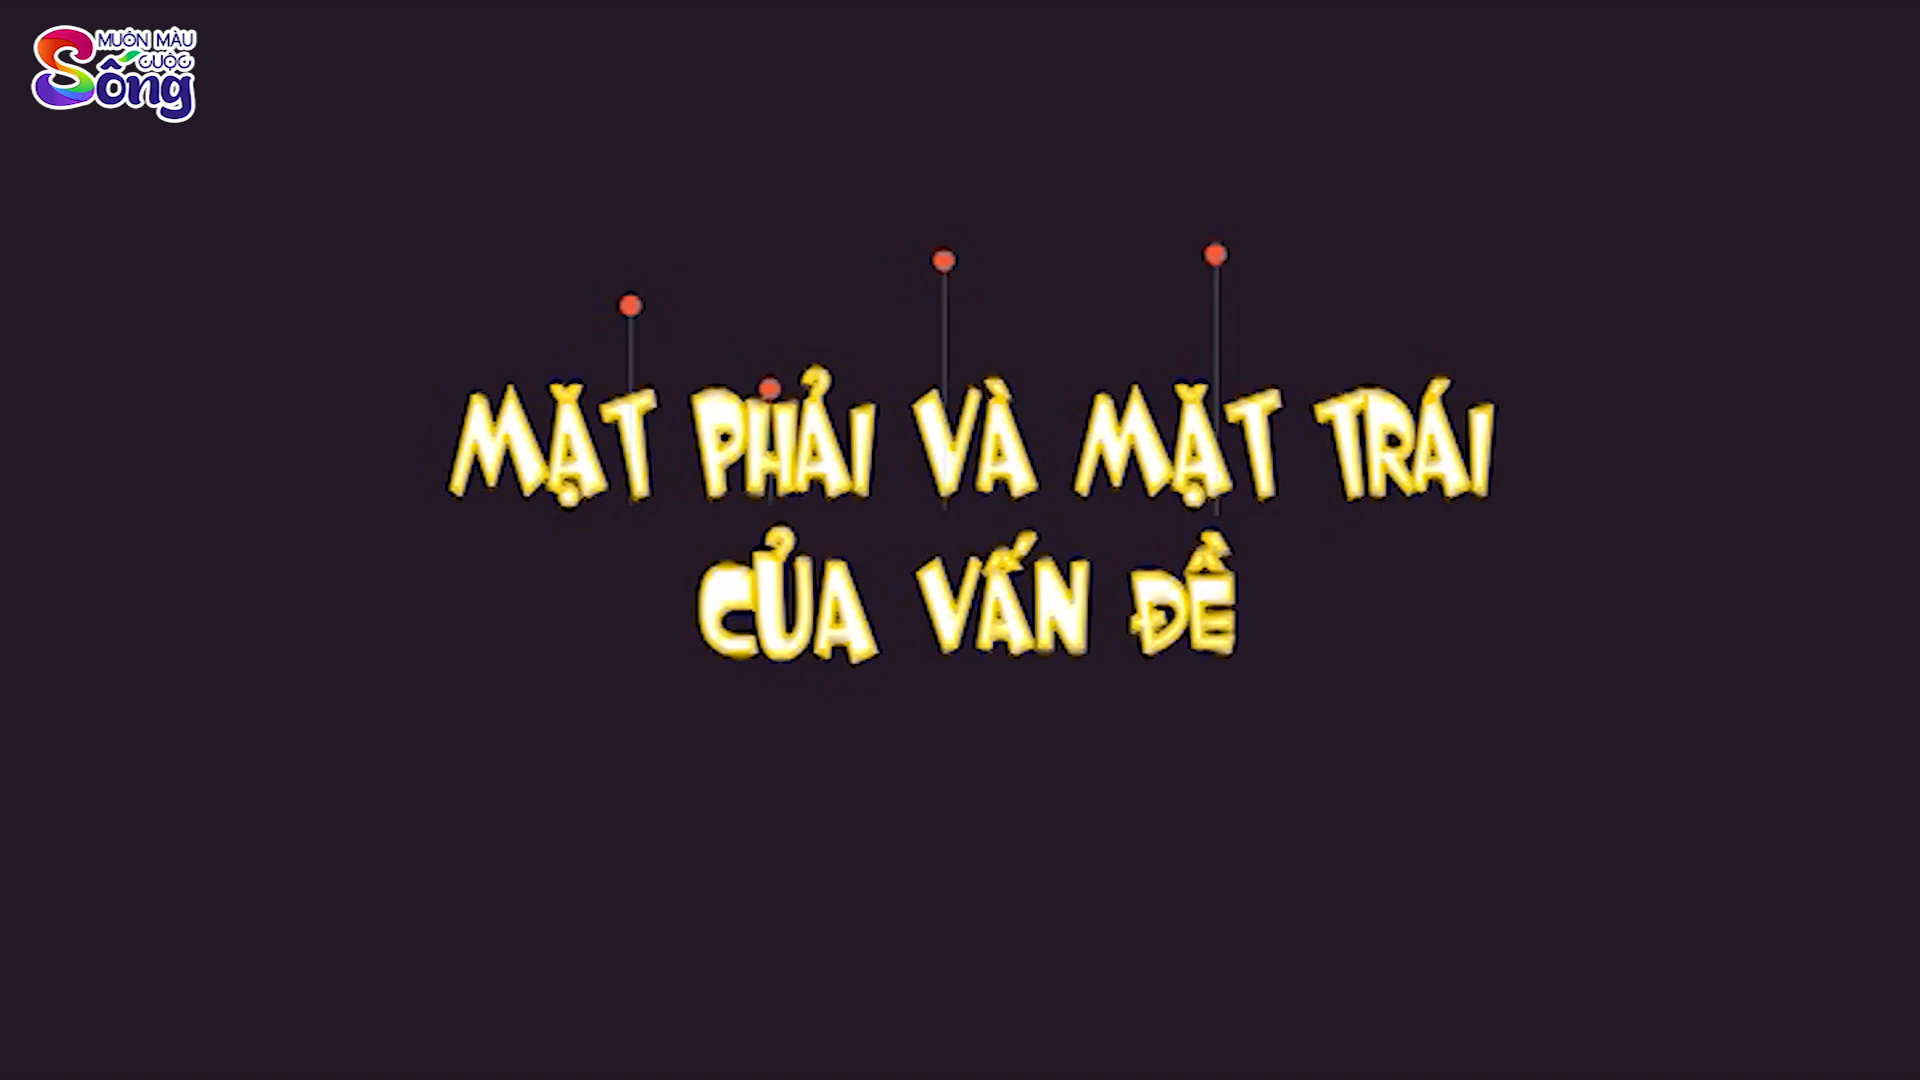 MUÔN MÀU
CUỘC
Sống
MẶT PHẢI VÀ MẶT TRÁI
CỦA VẤN ĐỀ